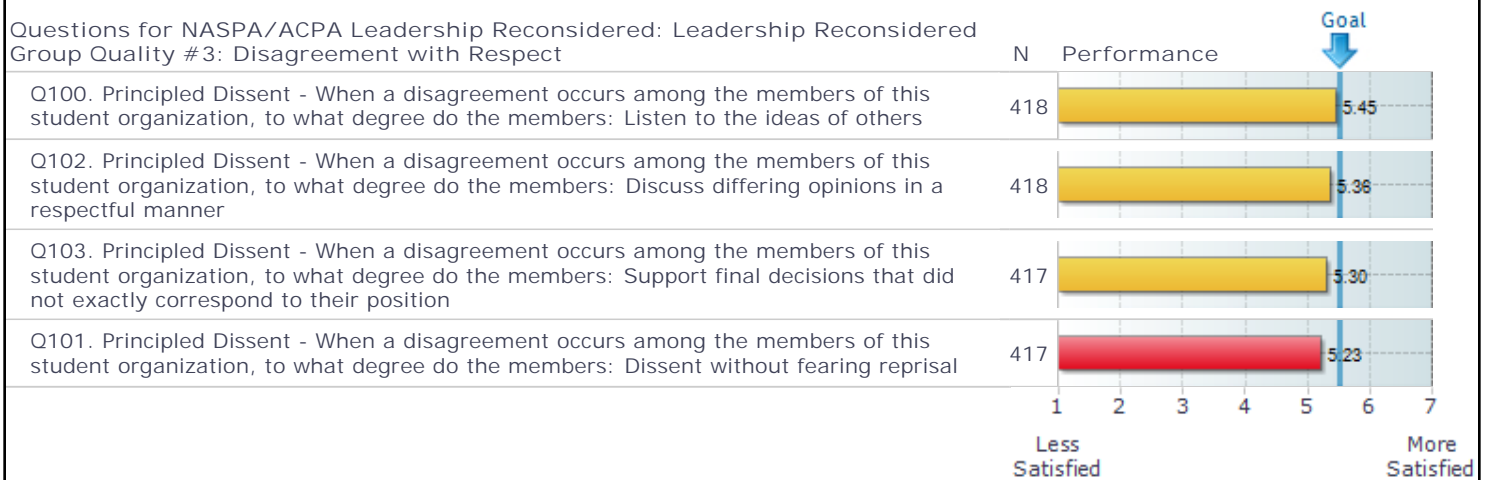 Questions for NASPA/ACPA Leadership Reconsidered: Leadership Reconsidered
Group Quality #3: Disagreement with Respect
N Performance
Goal
Q100. Principled Dissent - When a disagreement occurs among the members of this
student organization, to what degree do the members: Listen to the ideas of others
418
5.45
Q102. Principled Dissent - When a disagreement occurs among the members of this
student organization, to what degree do the members: Discuss differing opinions in a
respectful manner
418
5.36
Q103. Principled Dissent - When a disagreement occurs among the members of this
student organization, to what degree do the members: Support final decisions that did
not exactly correspond to their position
417
5.30
Q101. Principled Dissent - When a disagreement occurs among the members of this
student organization, to what degree do the members: Dissent without fearing reprisal
417
5.23
1 2 3 4 5 6 7
Less
Satisfied
More
Satisfied